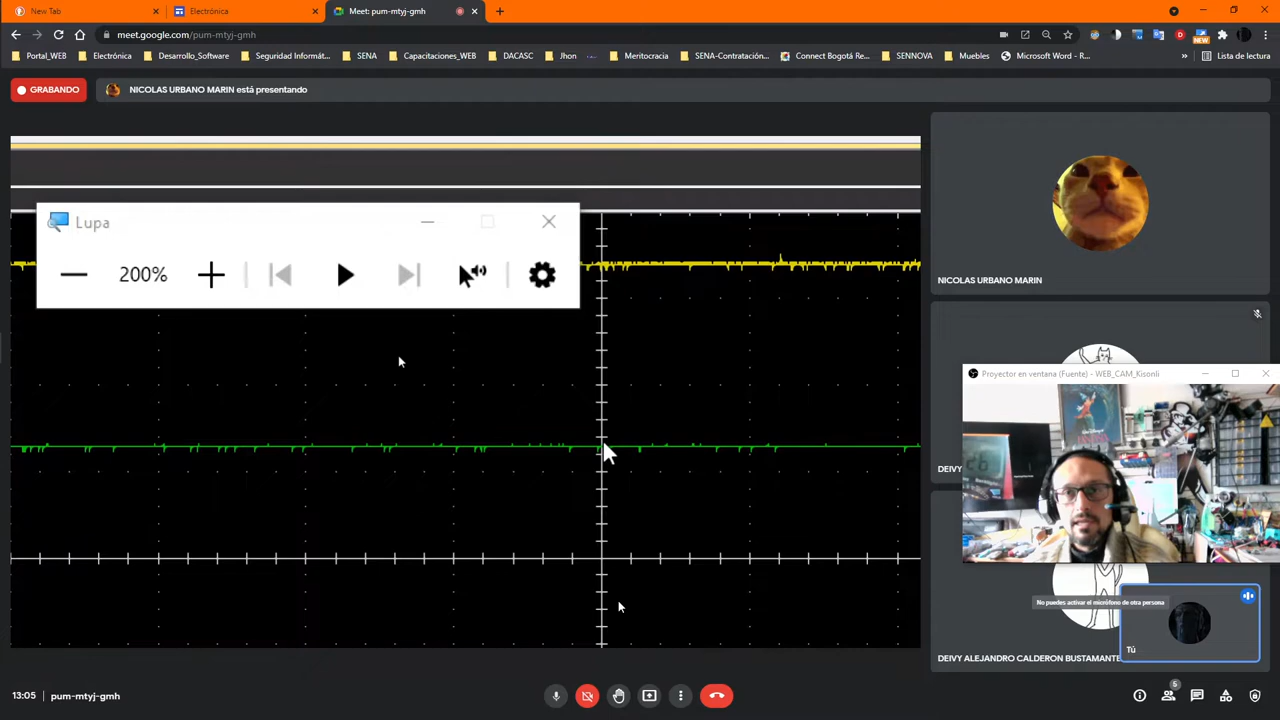 New Tab
Electrónica
Meet: pum-mtyj-gmh
meet.google.com/pum-mtyj-gmh
Portal_WEB
Electrónica
Desarrollo_Software
Seguridad Informát...
SENA
Capacitaciones_WEB
DACASC
Jhon
Meritocracia
SENA-Contratación...
Connect Bogotá Re...
SENNOVA
Muebles
Microsoft Word - R...
»
Lista de lectura
GRABANDO
NICOLAS URBANO MARIN está presentando
Lupa
200%
NICOLAS URBANO MARIN
Proyector en ventana (Fuente) - WEB_CAM_Kisonli
DEIVY
No puedes activar el micrófono de otra persona
Tú
DEIVY ALEJANDRO CALDERON BUSTAMANTE
13:05
pum-mtyj-gmh
5